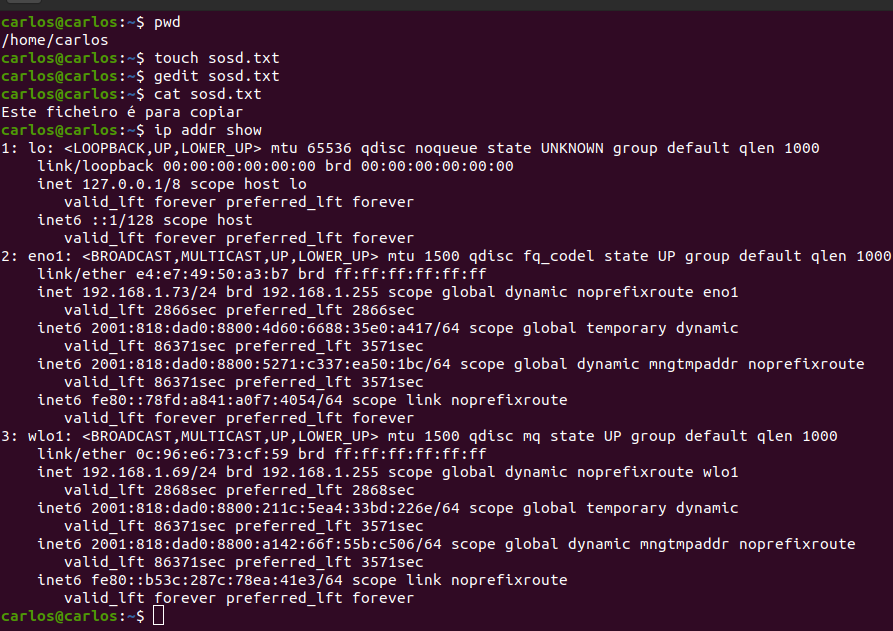 carlos@carlos:~$ pwd
/home/carlos
carlos@carlos:~$ touch sosd.txt
carlos@carlos:~$ gedit sosd.txt
carlos@carlos:~$ cat sosd.txt
Este ficheiro é para copiar
carlos@carlos:~$ ip addr show
1: lo: <LOOPBACK,UP,LOWER_UP> mtu 65536 qdisc noqueue state UNKNOWN group default qlen 1000
    link/loopback 00:00:00:00:00:00 brd 00:00:00:00:00:00
    inet 127.0.0.1/8 scope host lo
       valid_lft forever preferred_lft forever
    inet6 ::1/128 scope host
       valid_lft forever preferred_lft forever
2: eno1: <BROADCAST,MULTICAST,UP,LOWER_UP> mtu 1500 qdisc fq_codel state UP group default qlen 1000
    link/ether e4:e7:49:50:a3:b7 brd ff:ff:ff:ff:ff:ff
    inet 192.168.1.73/24 brd 192.168.1.255 scope global dynamic noprefixroute eno1
       valid_lft 2866sec preferred_lft 2866sec
    inet6 2001:818:dad0:8800:4d60:6688:35e0:a417/64 scope global temporary dynamic
       valid_lft 86371sec preferred_lft 3571sec
    inet6 2001:818:dad0:8800:5271:c337:ea50:1bc/64 scope global dynamic mngtmpaddr noprefixroute
       valid_lft 86371sec preferred_lft 3571sec
    inet6 fe80::78fd:a841:a0f7:4054/64 scope link noprefixroute
       valid_lft forever preferred_lft forever
3: wlo1: <BROADCAST,MULTICAST,UP,LOWER_UP> mtu 1500 qdisc mq state UP group default qlen 1000
    link/ether 0c:96:e6:73:cf:59 brd ff:ff:ff:ff:ff:ff
    inet 192.168.1.69/24 brd 192.168.1.255 scope global dynamic noprefixroute wlo1
       valid_lft 2868sec preferred_lft 2868sec
    inet6 2001:818:dad0:8800:211c:5ea4:33bd:226e/64 scope global temporary dynamic
       valid_lft 86371sec preferred_lft 3571sec
    inet6 2001:818:dad0:8800:a142:66f:55b:c506/64 scope global dynamic mngtmpaddr noprefixroute
       valid_lft 86371sec preferred_lft 3571sec
    inet6 fe80::b53c:287c:78ea:41e3/64 scope link noprefixroute
       valid_lft forever preferred_lft forever
carlos@carlos:~$